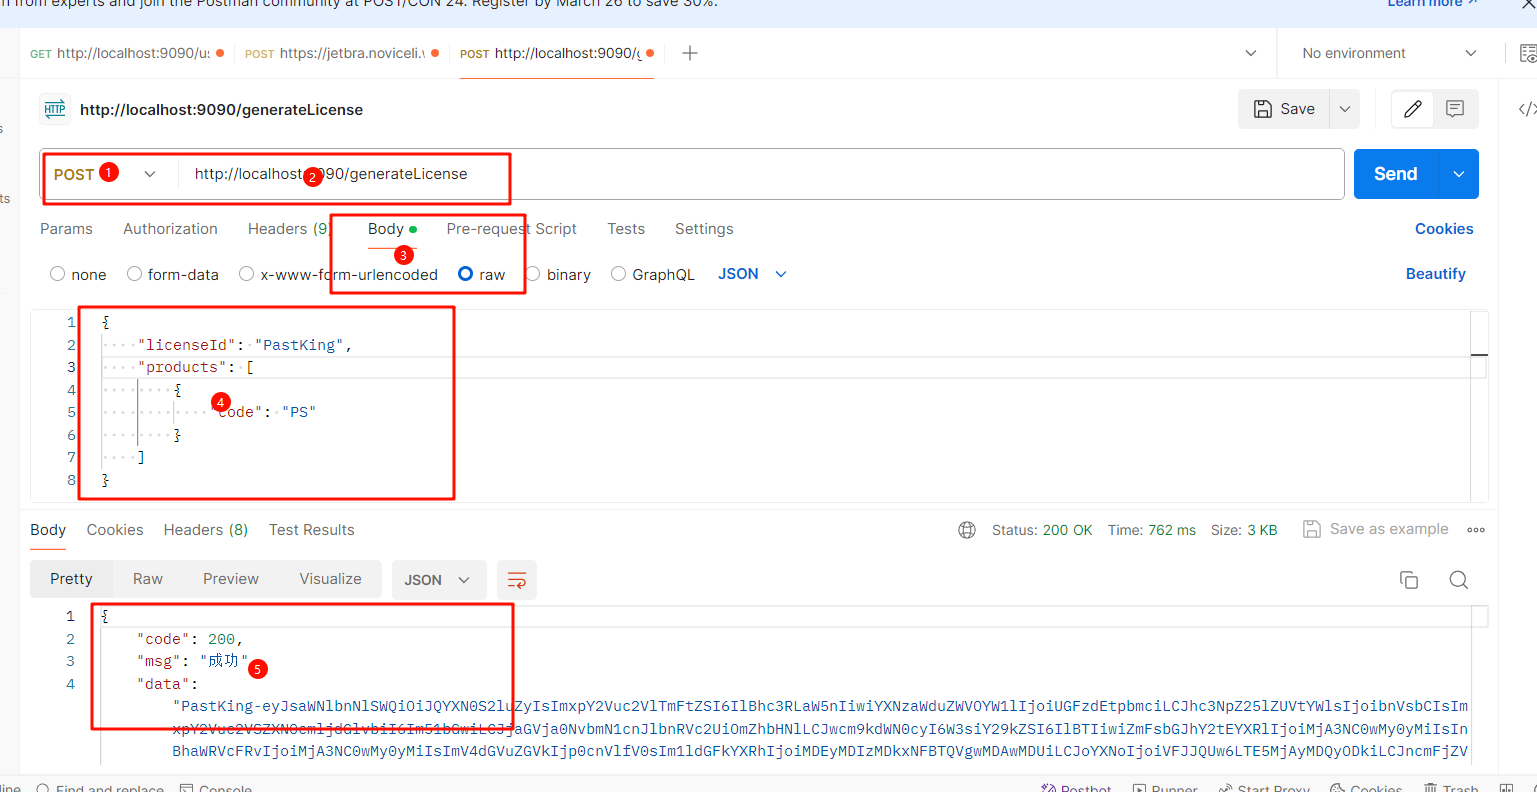 n from experts and join the Postman community at POST/CON 24. Register by March 26 to save 30%.
Learn more
GET http://localhost:9090/us
POST https://jetbra.noviceli.
POST http://localhost:9090/g
No environment
HTTP
http://localhost:9090/generateLicense
Save
POST 1
http://localhost 2 090/generateLicense
Send
Params Authorization Headers (9) Body Pre-request Script Tests Settings
Cookies
3
none form-data x-www-form-urlencoded raw binary GraphQL JSON
Beautify
1 {
2 "licenseId": "PastKing",
3 "products": [
4 {
4
5 code": "PS"
6 }
7 ]
8 }
Body Cookies Headers (8) Test Results
Status: 200 OK Time: 762 ms Size: 3 KB
Save as example
Pretty Raw Preview Visualize JSON
1 {
2 "code": 200,
3 "msg": "成功"
5
4 "data":
Find and replace Console
Postbot Runner Start Proxy Cookies Trash